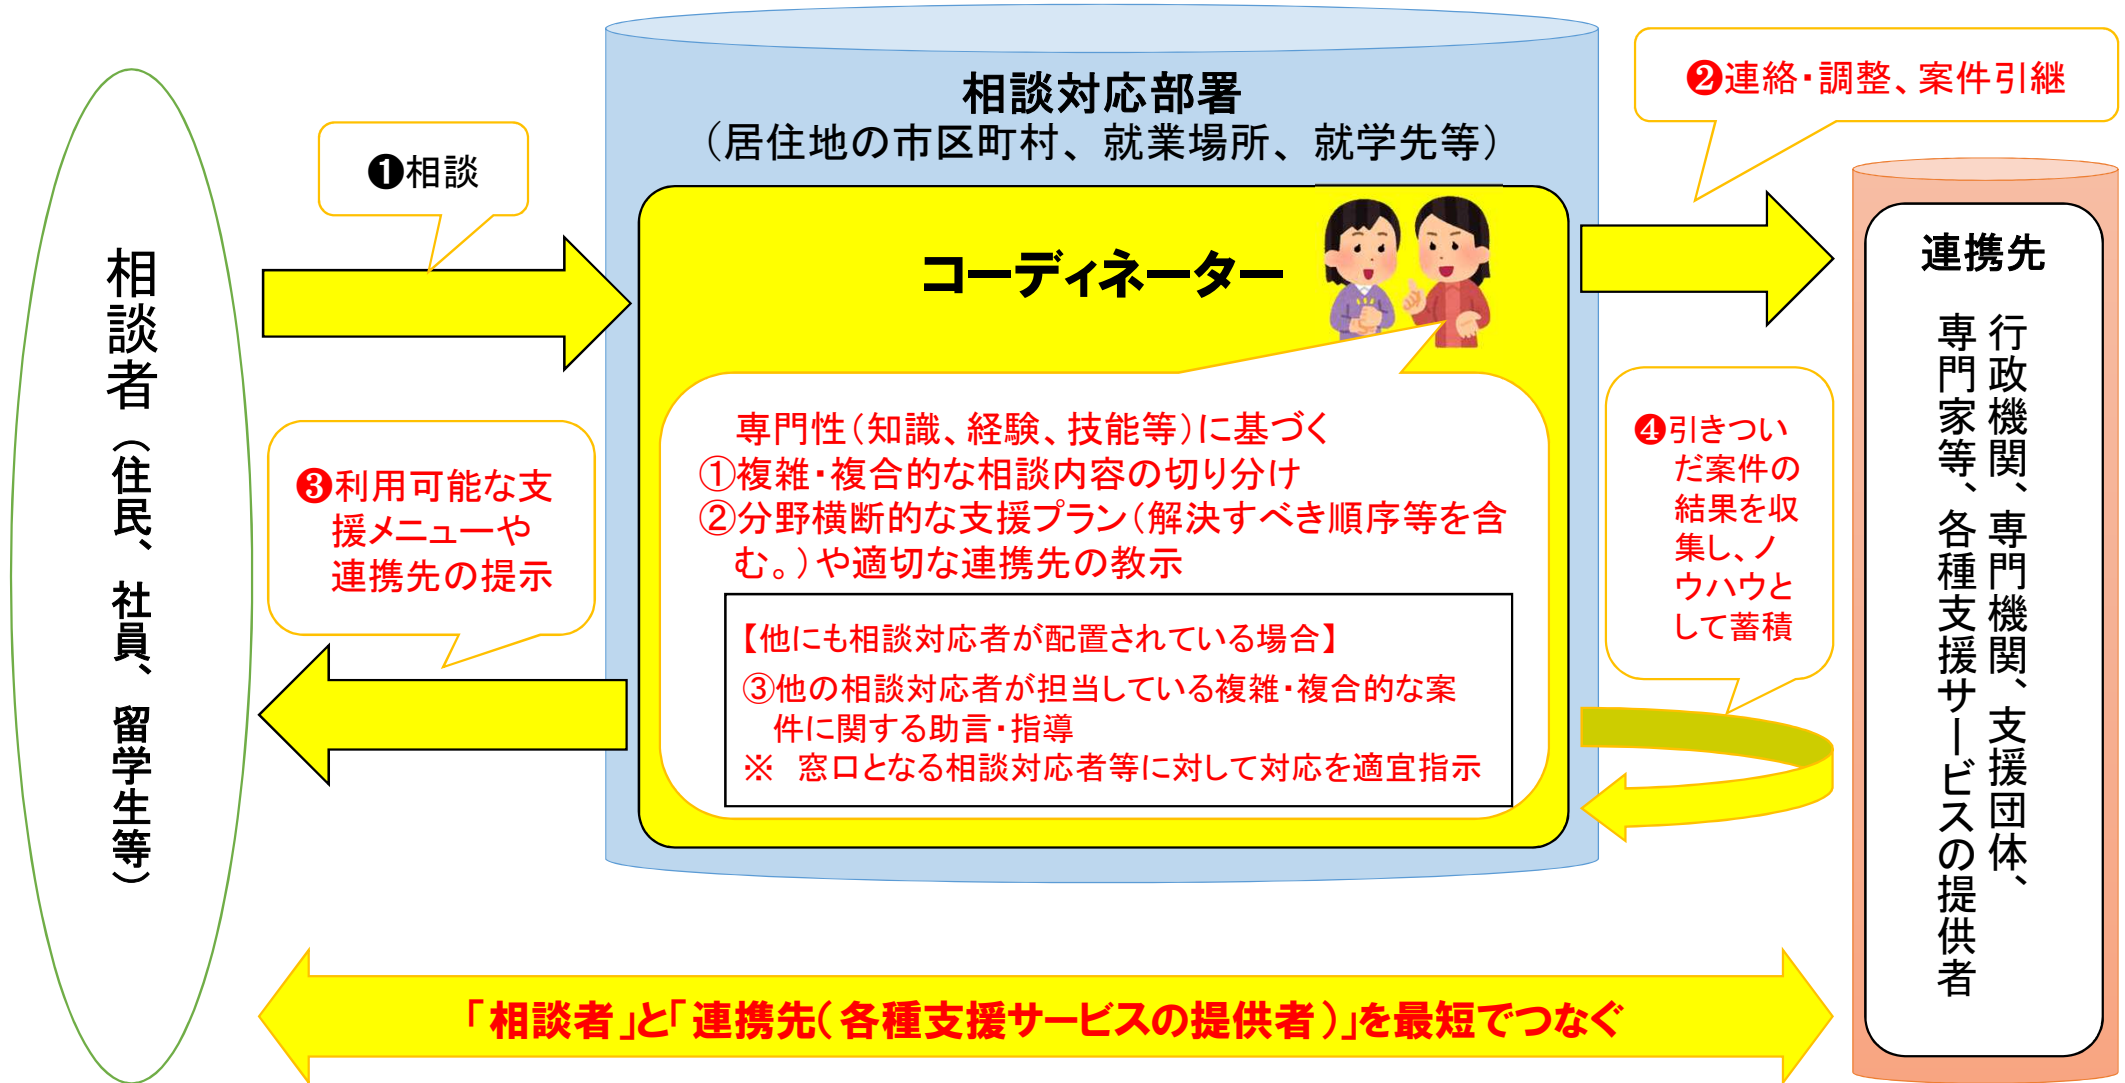 相談対応部署
（居住地の市区町村、就業場所、就学先等）
❶相談
❷連絡・調整、案件引継
相談者（住民、社員、留学生等）
コーディネーター
専門性（知識、経験、技能等）に基づく
①複雑・複合的な相談内容の切り分け
②分野横断的な支援プラン（解決すべき順序等を含
む。）や適切な連携先の教示
【他にも相談対応者が配置されている場合】
③他の相談対応者が担当している複雑・複合的な案
件に関する助言・指導
※　窓口となる相談対応者等に対して対応を適宜指示
❸利用可能な支
援メニューや
連携先の提示
❹引きつい
だ案件の
結果を収
集し、ノ
ウハウと
して蓄積
連携先
行政機関、専門機関、支援団体、
専門家等、各種支援サービスの提供者
「相談者」と「連携先（各種支援サービスの提供者）」を最短でつなぐ